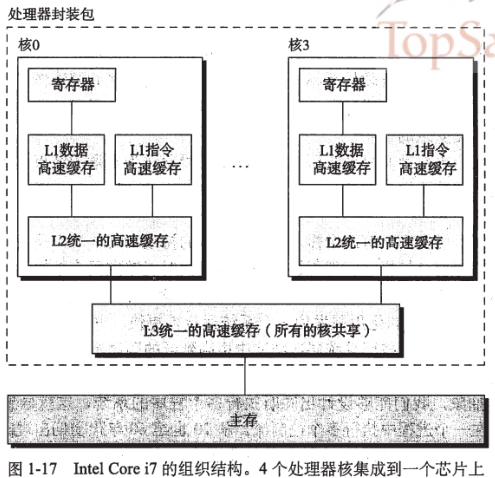 处理器封装包
TopSa
核0
核3
寄存器
寄存器
L1数据
高速缓存
L1指令
高速缓存
…
L1数据
高速缓存
L1指令
高速缓存
L2统一的高速缓存
L2统一的高速缓存
L3统一的高速缓存（所有的核共享）
主存
图 1-17 Intel Core i7 的组织结构。4 个处理器核集成到一个芯片上